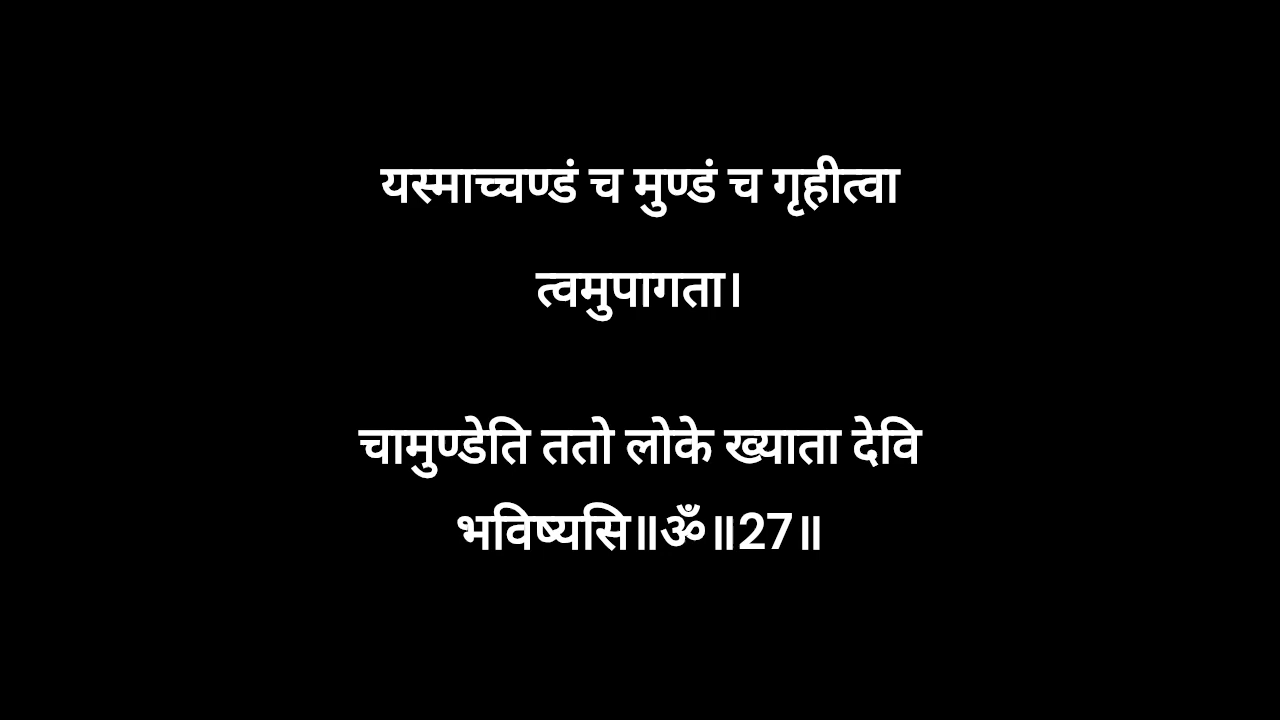 यस्माच्चण्डं च मुण्डं च गृहीत्वा
त्वमुपागता।
चामुण्डेति ततो लोके ख्याता देवि
भविष्यसि॥ॐ॥27॥